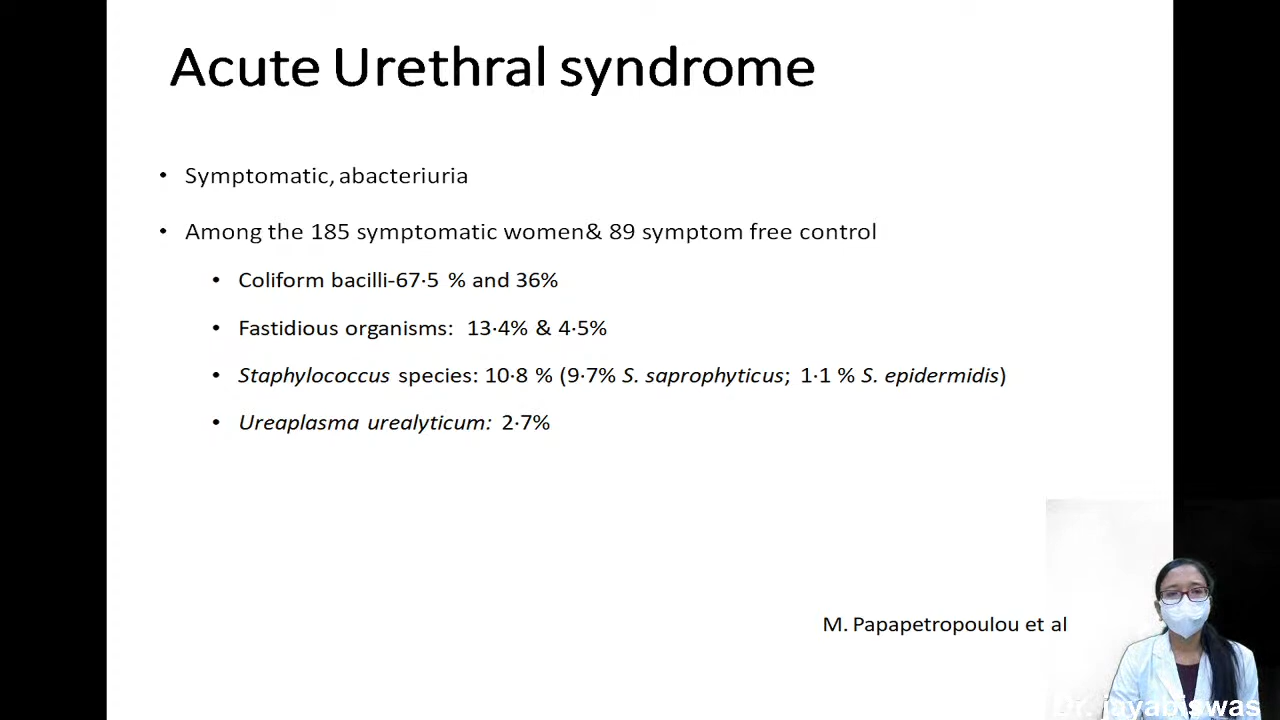 Acute Urethral syndrome
• Symptomatic, abacteriuria
• Among the 185 symptomatic women& 89 symptom free control
• Coliform bacilli-67·5 % and 36%
• Fastidious organisms: 13·4% & 4·5%
• Staphylococcus species: 10·8 % (9·7% S. saprophyticus; 1·1 % S. epidermidis)
• Ureaplasma urealyticum: 2·7%
M. Papapetropoulou et al
Dr. jayabiswas